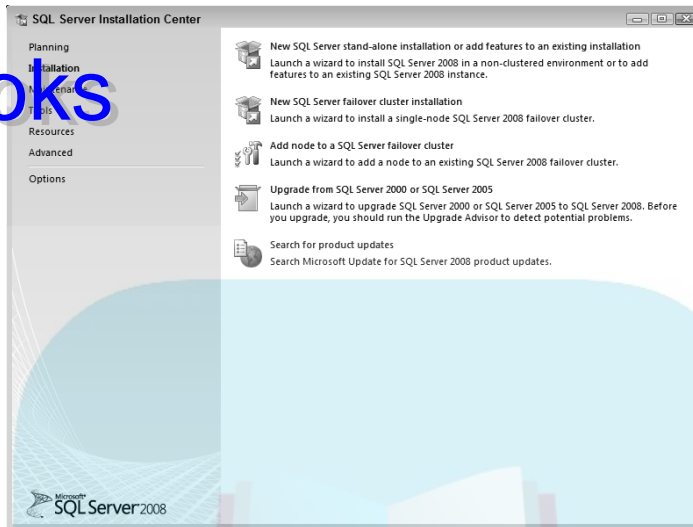 SQL Server Installation Center
Planning
Installation
Maintenance
Tools
Resources
Advanced
Options
oks
New SQL Server stand-alone installation or add features to an existing installation
Launch a wizard to install SQL Server 2008 in a non-clustered environment or to add
features to an existing SQL Server 2008 instance.
New SQL Server failover cluster installation
Launch a wizard to install a single-node SQL Server 2008 failover cluster.
Add node to a SQL Server failover cluster
Launch a wizard to add a node to an existing SQL Server 2008 failover cluster.
Upgrade from SQL Server 2000 or SQL Server 2005
Launch a wizard to upgrade SQL Server 2000 or SQL Server 2005 to SQL Server 2008. Before
you upgrade, you should run the Upgrade Advisor to detect potential problems.
Search for product updates
Search Microsoft Update for SQL Server 2008 product updates.
Microsoft
SQL Server 2008